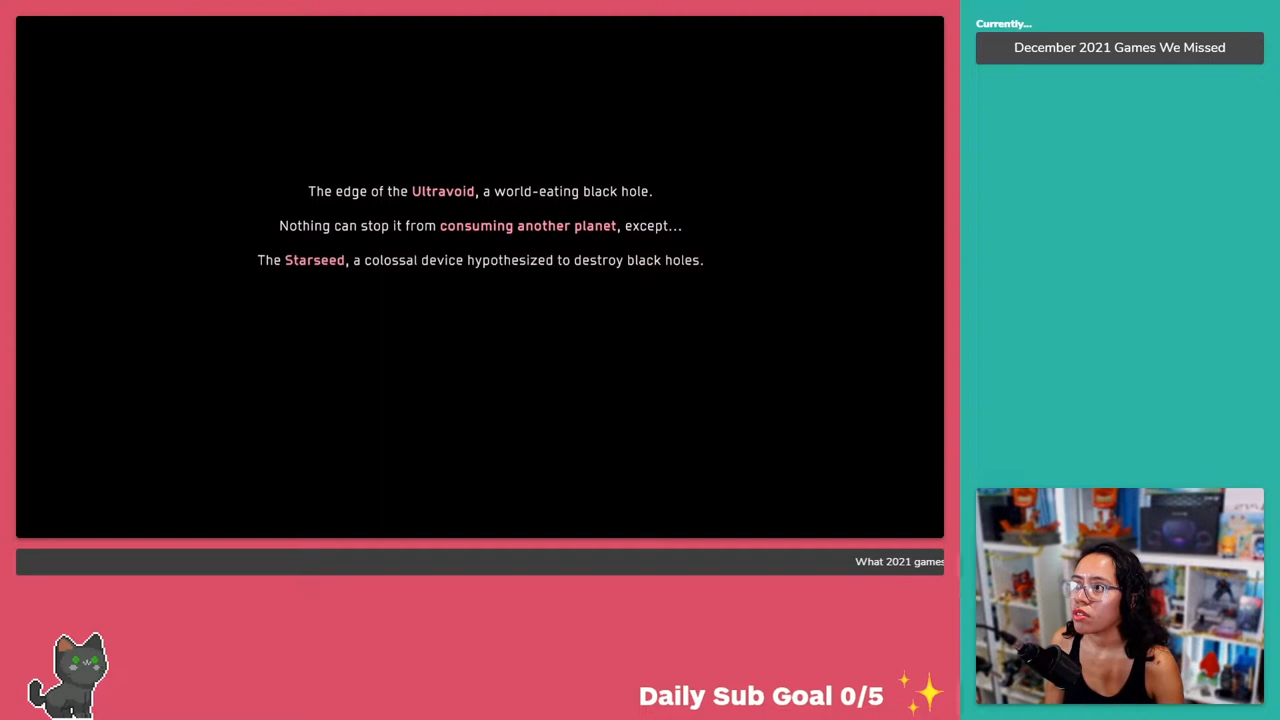 Currently...
December 2021 Games We Missed
The edge of the Ultravoid, a world-eating black hole.
Nothing can stop it from consuming another planet, except...
The Starseed, a colossal device hypothesized to destroy black holes.
What 2021 games
Daily Sub Goal 0/5